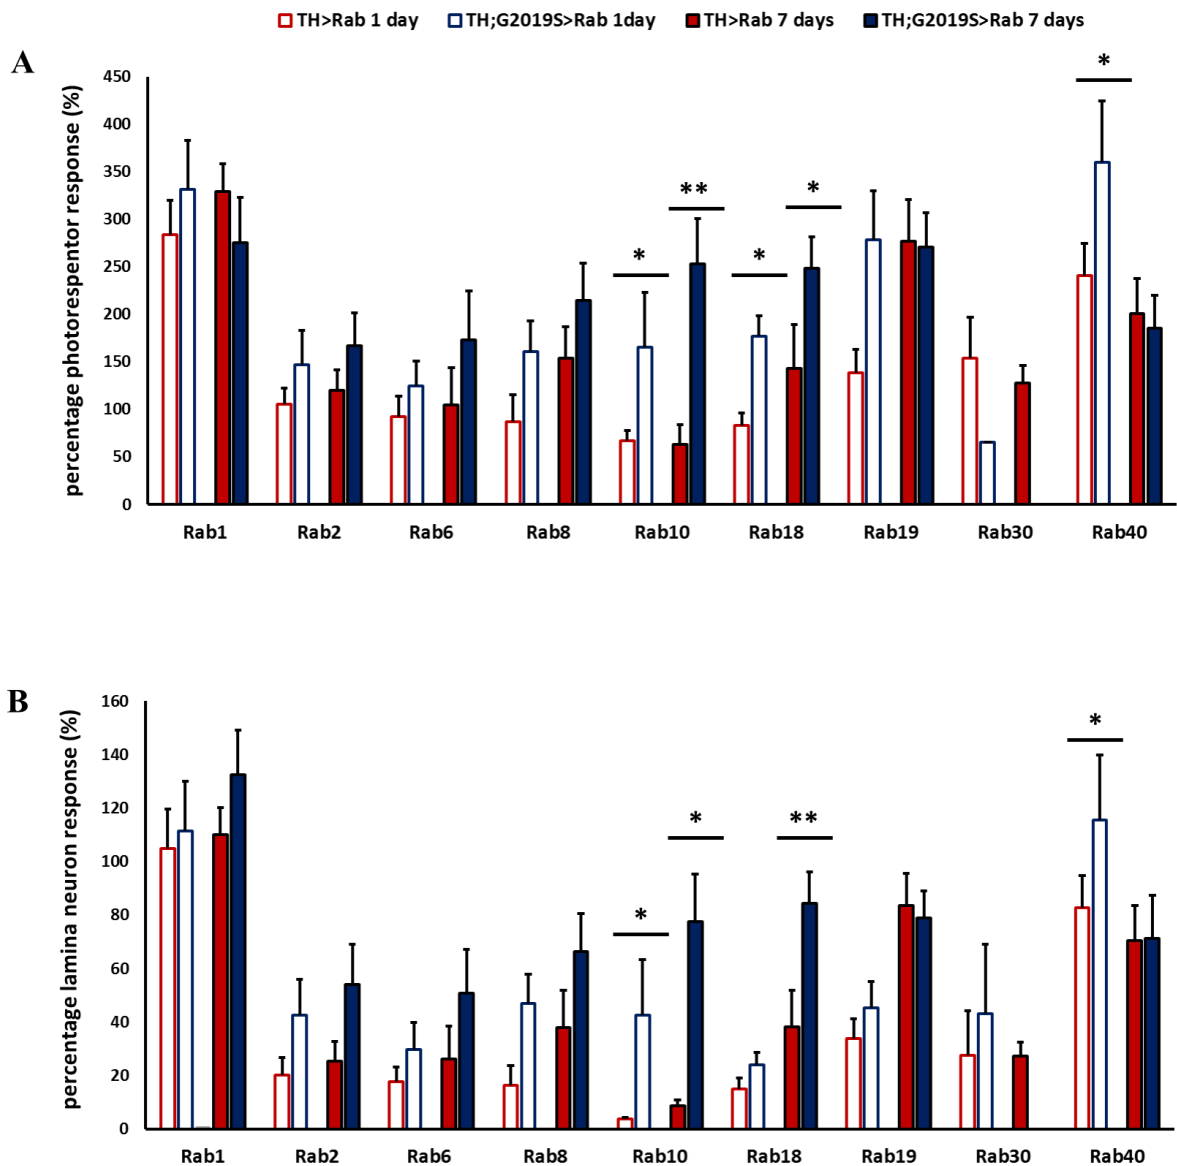 TH>Rab 1 day TH;G2019S>Rab 1day TH>Rab 7 days TH;G2019S>Rab 7 days
A
percentage photorespentor response (%)
450
400
350
300
250
200
150
100
50
0
* ** * * * *
Rab1 Rab2 Rab6 Rab8 Rab10 Rab18 Rab19 Rab30 Rab40
B
percentage lamina neuron response (%)
160
140
120
100
80
60
40
20
0
* * ** *
Rab1 Rab2 Rab6 Rab8 Rab10 Rab18 Rab19 Rab30 Rab40